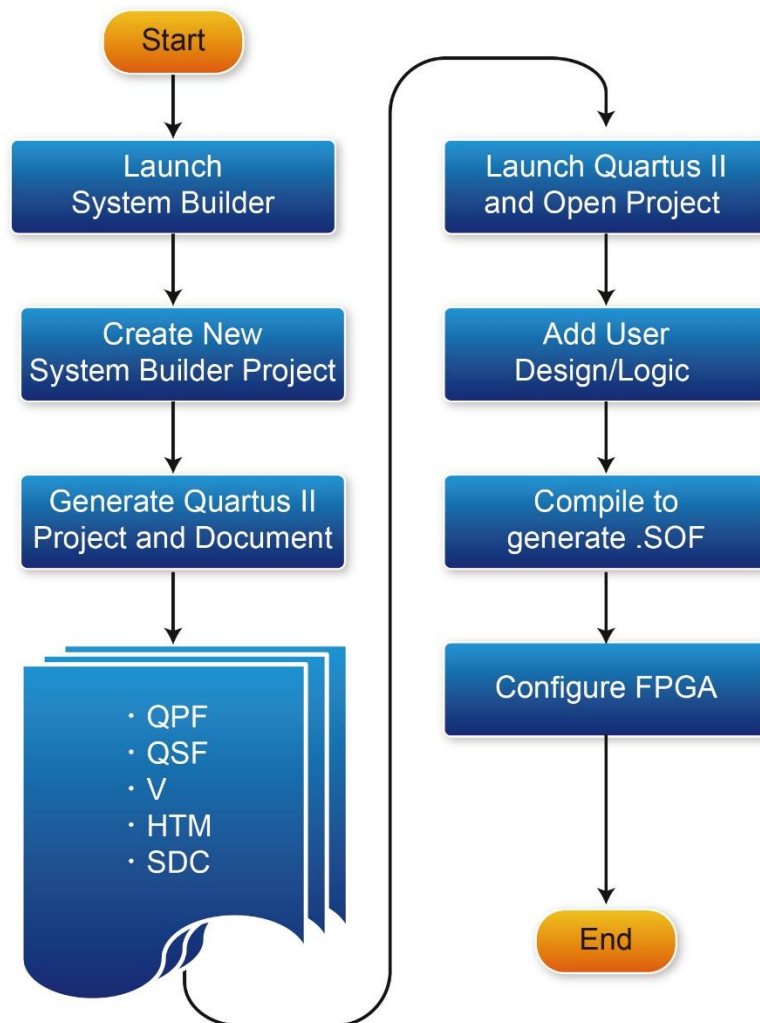 Start
Launch
System Builder
Create New
System Builder Project
Generate Quartus II
Project and Document
· QPF
· QSF
· V
· HTM
· SDC
Launch Quartus II
and Open Project
Add User
Design/Logic
Compile to
generate .SOF
Configure FPGA
End